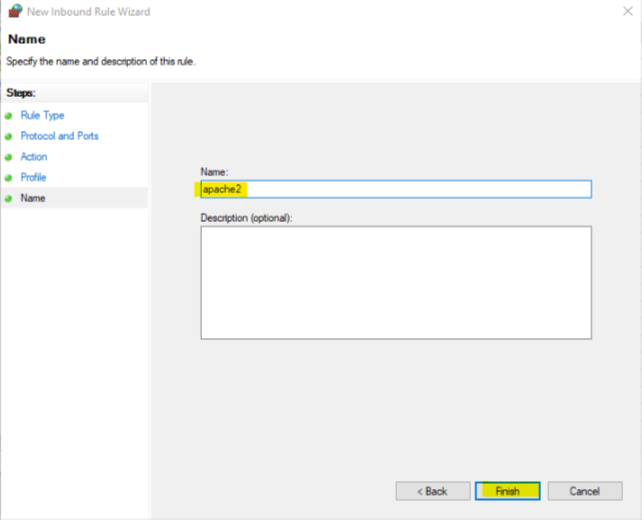 New Inbound Rule Wizard
Name
Specify the name and description of this rule.
Steps:
Rule Type
Protocol and Ports
Action
Profile
Name
Name:
apache2
Description (optional):
< Back
Finish
Cancel